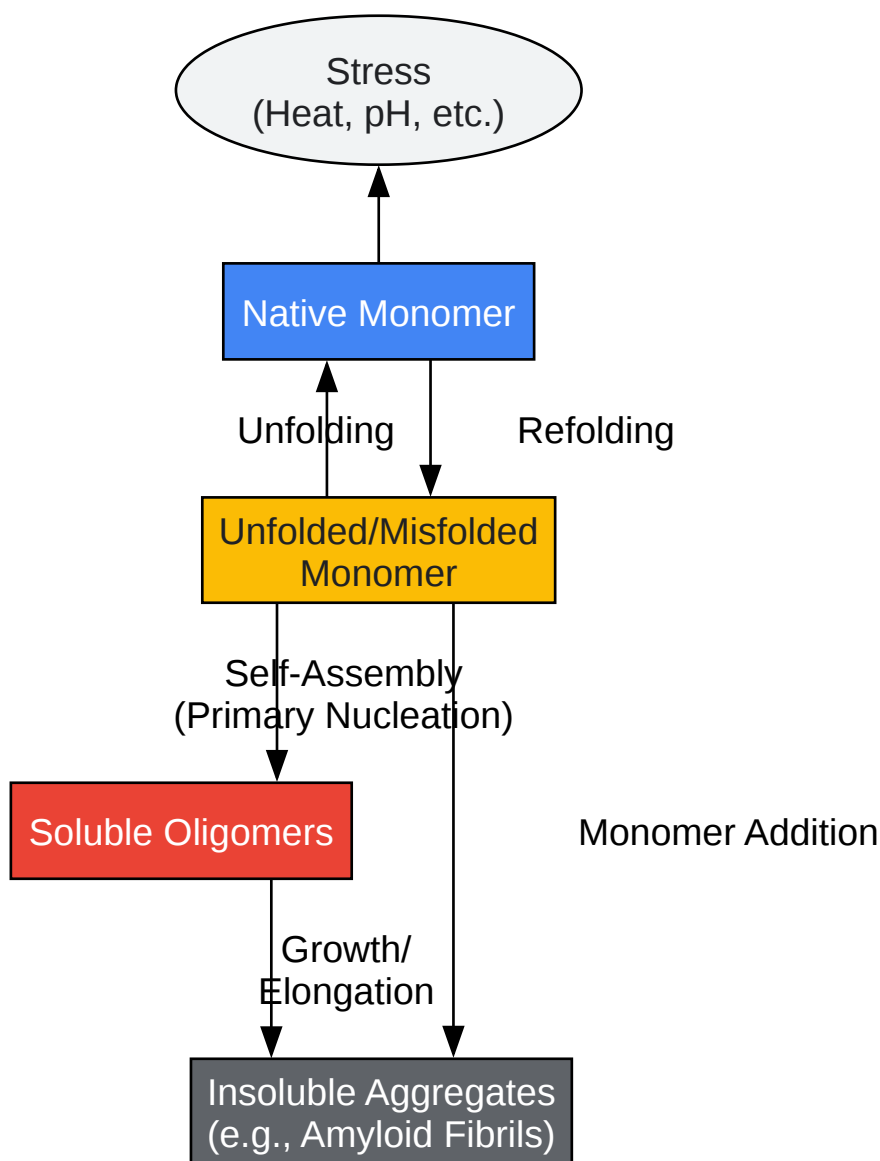 Stress
(Heat, pH, etc.)
Native Monomer
Unfolding
Refolding
Unfolded/Misfolded
Monomer
Self-Assembly
(Primary Nucleation)
Soluble Oligomers
Monomer Addition
Growth/
Elongation
Insoluble Aggregates
(e.g., Amyloid Fibrils)